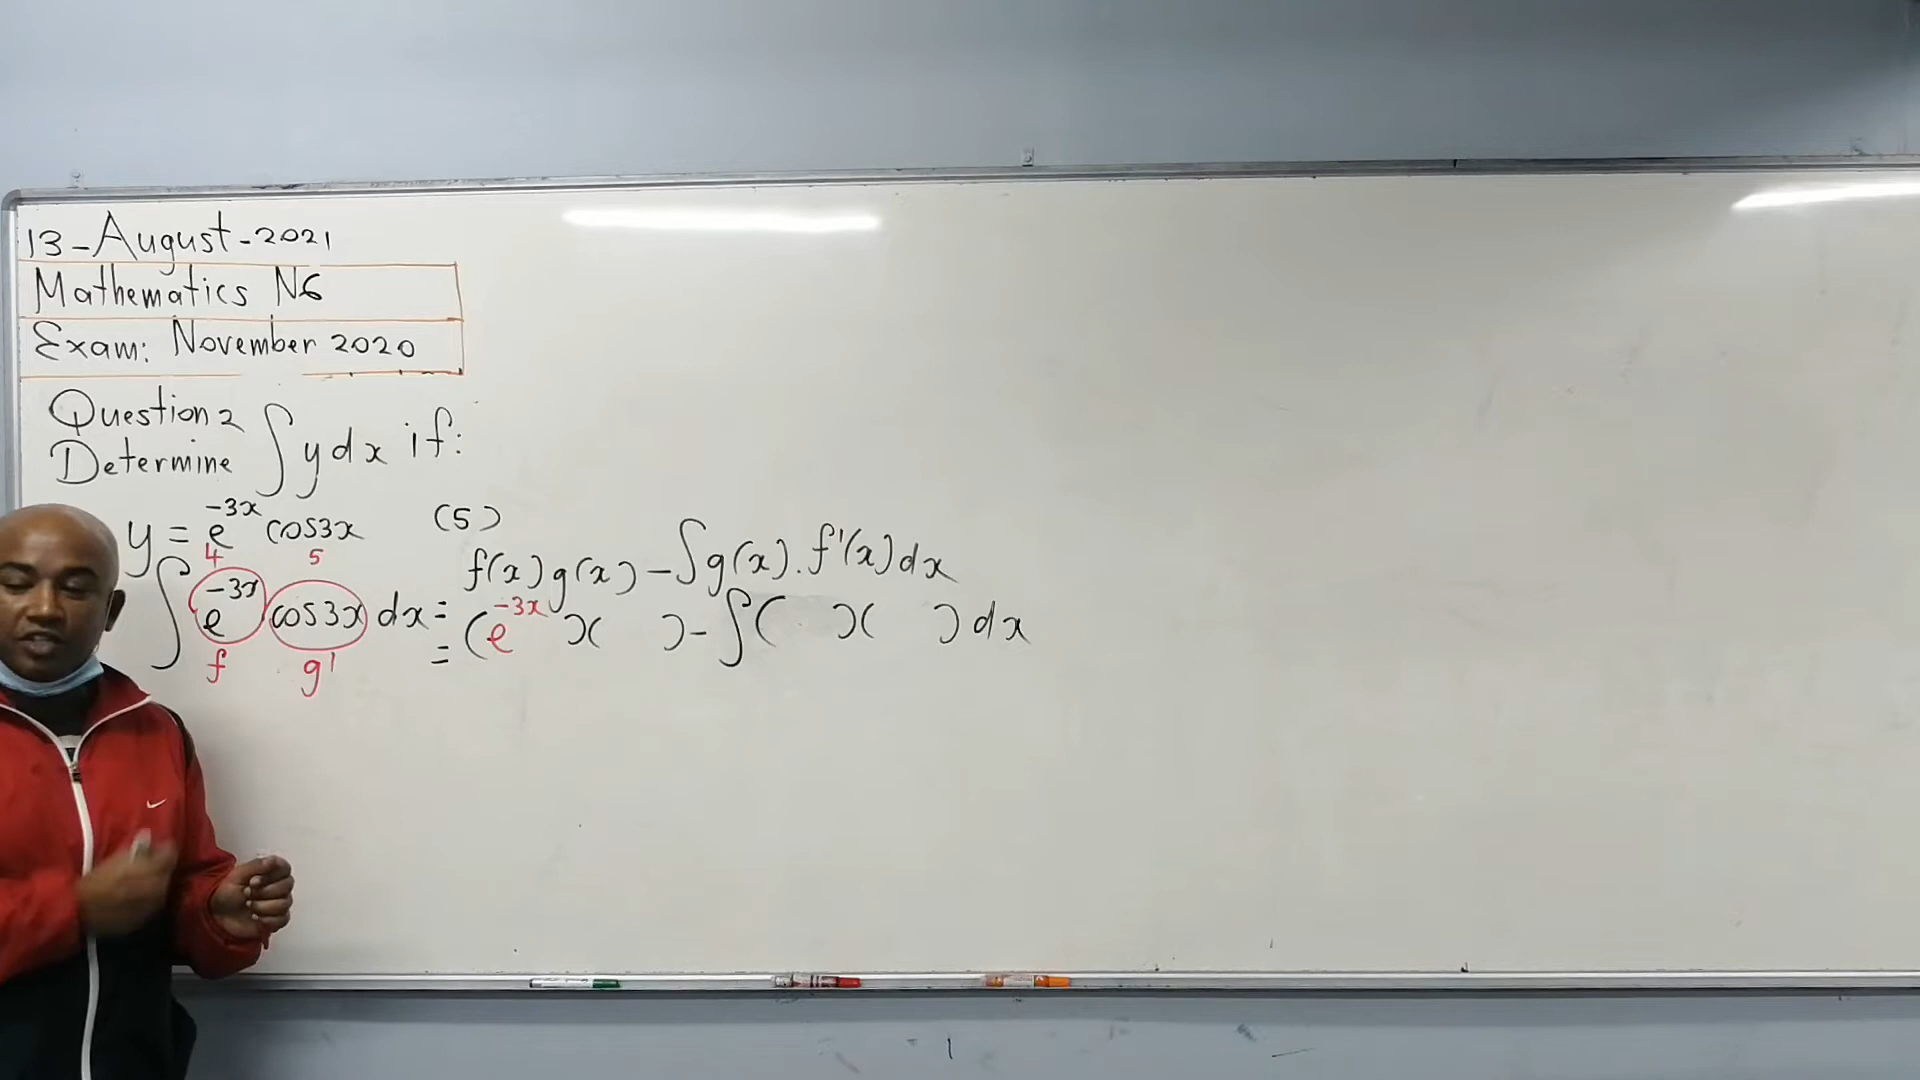 13-August-2021
Mathematics N6
Exam: November 2020
Question 2
Determine ∫ y dx if:
y = e^-3x cos3x (5)
4 5
f(x)g(x) - ∫g(x).f'(x)dx
∫ e^-3x cos3x dx =
= (e^-3x )( ) - ∫( )( )dx
f g'